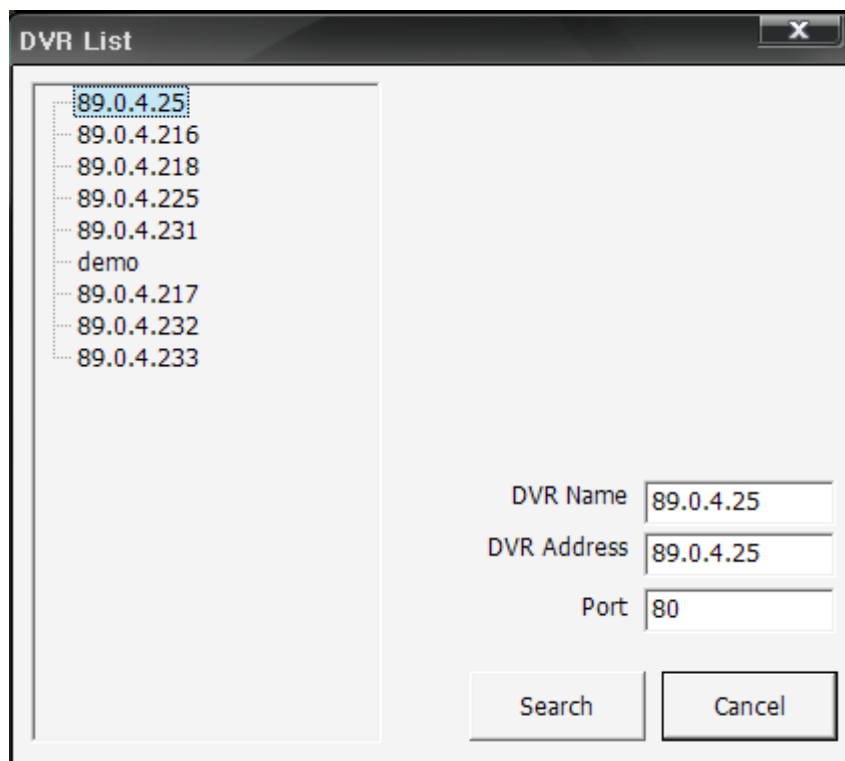 DVR List
X
89.0.4.25
89.0.4.216
89.0.4.218
89.0.4.225
89.0.4.231
demo
89.0.4.217
89.0.4.232
89.0.4.233
DVR Name 89.0.4.25
DVR Address 89.0.4.25
Port 80
Search Cancel